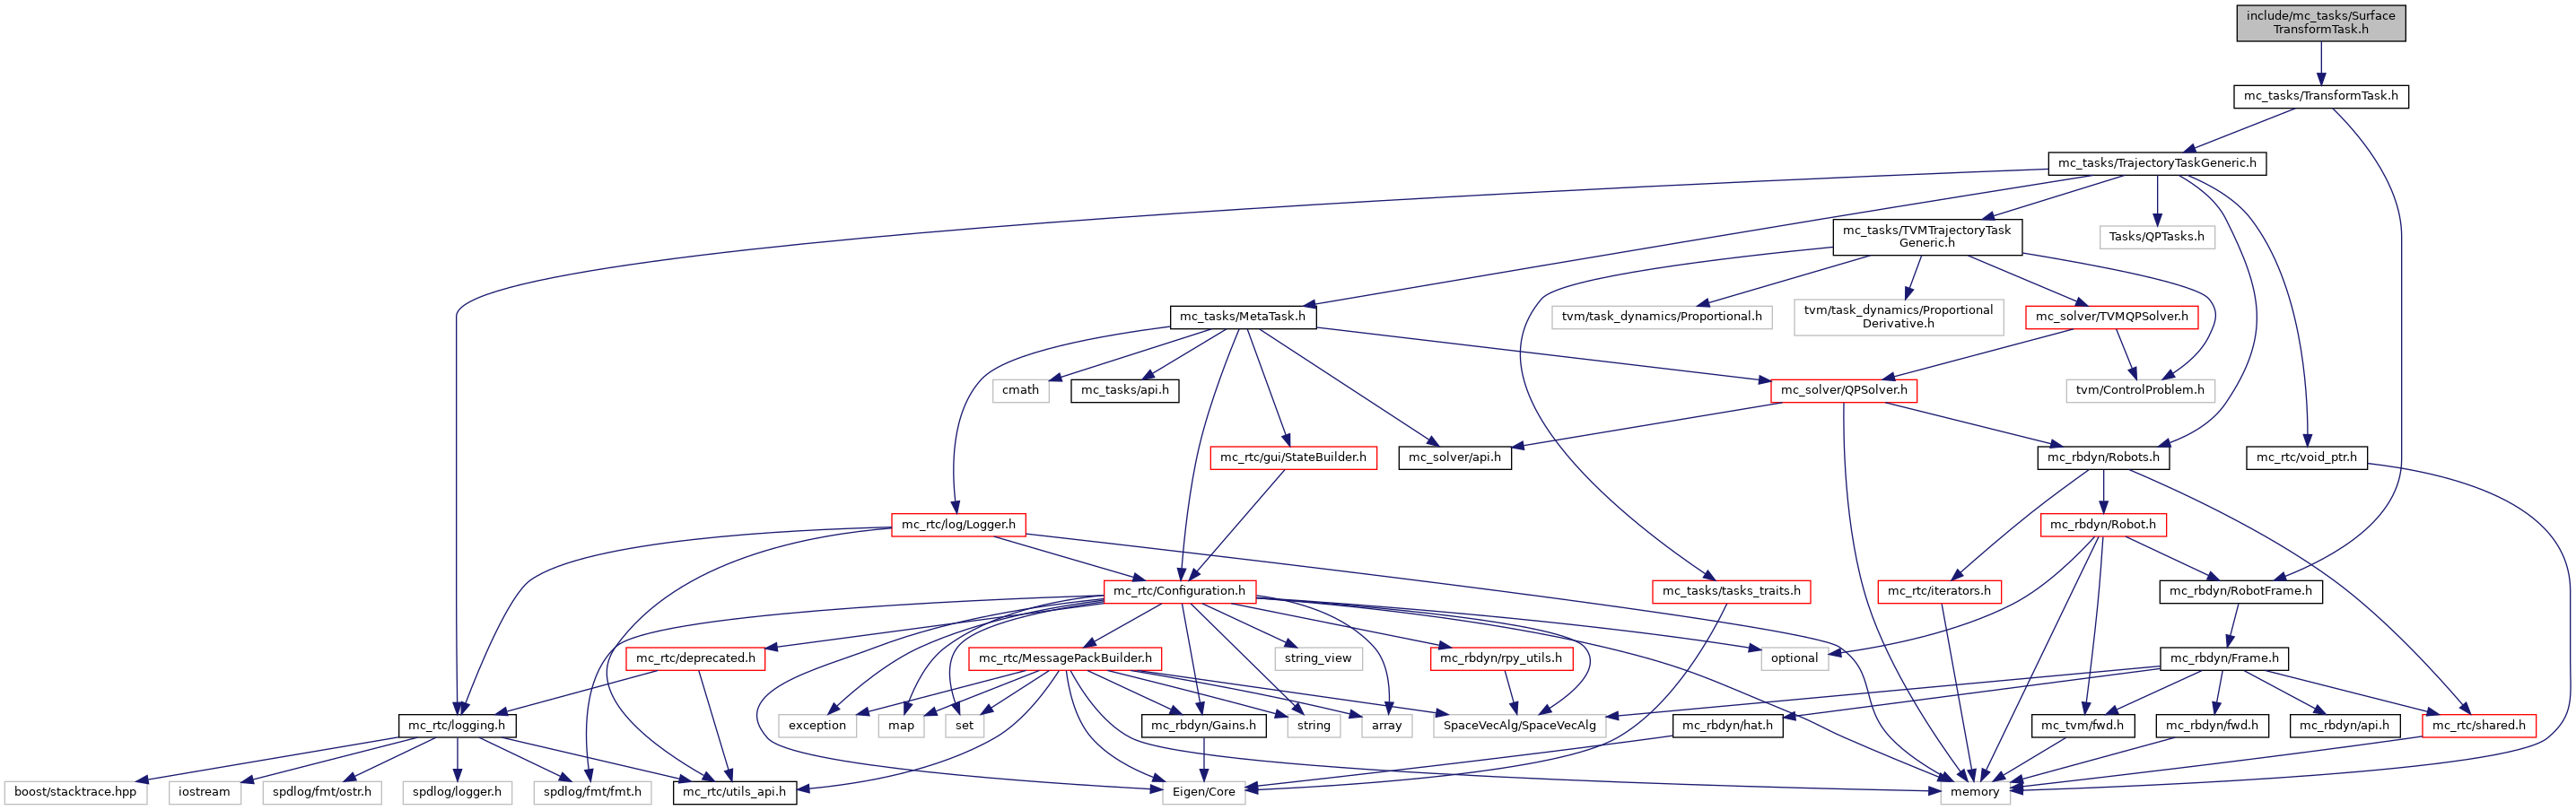 include/mc_tasks/Surface
TransformTask.h
mc_tasks/TransformTask.h
mc_tasks/TrajectoryTaskGeneric.h
mc_tasks/TVMTrajectoryTask
Generic.h
Tasks/QPTasks.h
mc_tasks/MetaTask.h
tvm/task_dynamics/Proportional.h
tvm/task_dynamics/Proportional
Derivative.h
mc_solver/TVMQPSolver.h
cmath
mc_tasks/api.h
mc_solver/QPSolver.h
tvm/ControlProblem.h
mc_rtc/gui/StateBuilder.h
mc_solver/api.h
mc_rbdyn/Robots.h
mc_rtc/void_ptr.h
mc_rtc/log/Logger.h
mc_rbdyn/Robot.h
mc_rtc/Configuration.h
mc_tasks/tasks_traits.h
mc_rtc/iterators.h
mc_rbdyn/RobotFrame.h
mc_rtc/deprecated.h
mc_rtc/MessagePackBuilder.h
string_view
mc_rbdyn/rpy_utils.h
optional
mc_rbdyn/Frame.h
mc_rtc/logging.h
exception
map
set
mc_rbdyn/Gains.h
string
array
SpaceVecAlg/SpaceVecAlg
mc_rbdyn/hat.h
mc_tvm/fwd.h
mc_rbdyn/fwd.h
mc_rbdyn/api.h
mc_rtc/shared.h
boost/stacktrace.hpp
iostream
spdlog/fmt/ostr.h
spdlog/logger.h
spdlog/fmt/fmt.h
mc_rtc/utils_api.h
Eigen/Core
memory